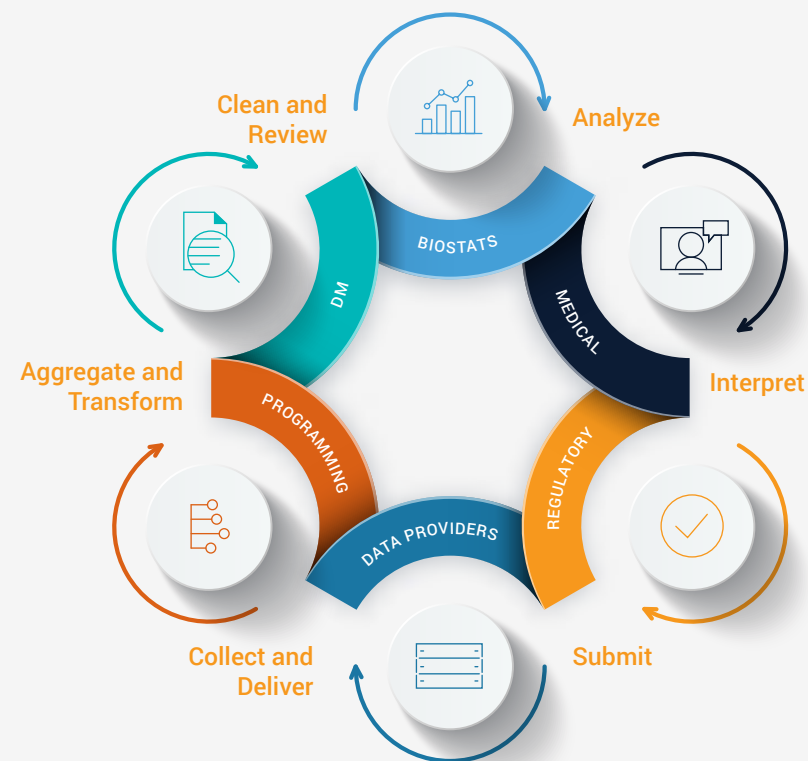 Clean and
Review
Analyze
BIOSTATS
DM
MEDICAL
Aggregate and
Transform
Interpret
PROGRAMMING
REGULATORY
DATA PROVIDERS
Collect and
Deliver
Submit